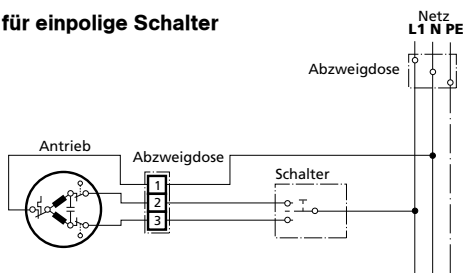 für einpolige Schalter
Netz
L1 N PE
Abzweigdose
Antrieb
Abzweigdose
Schalter
1
2
3